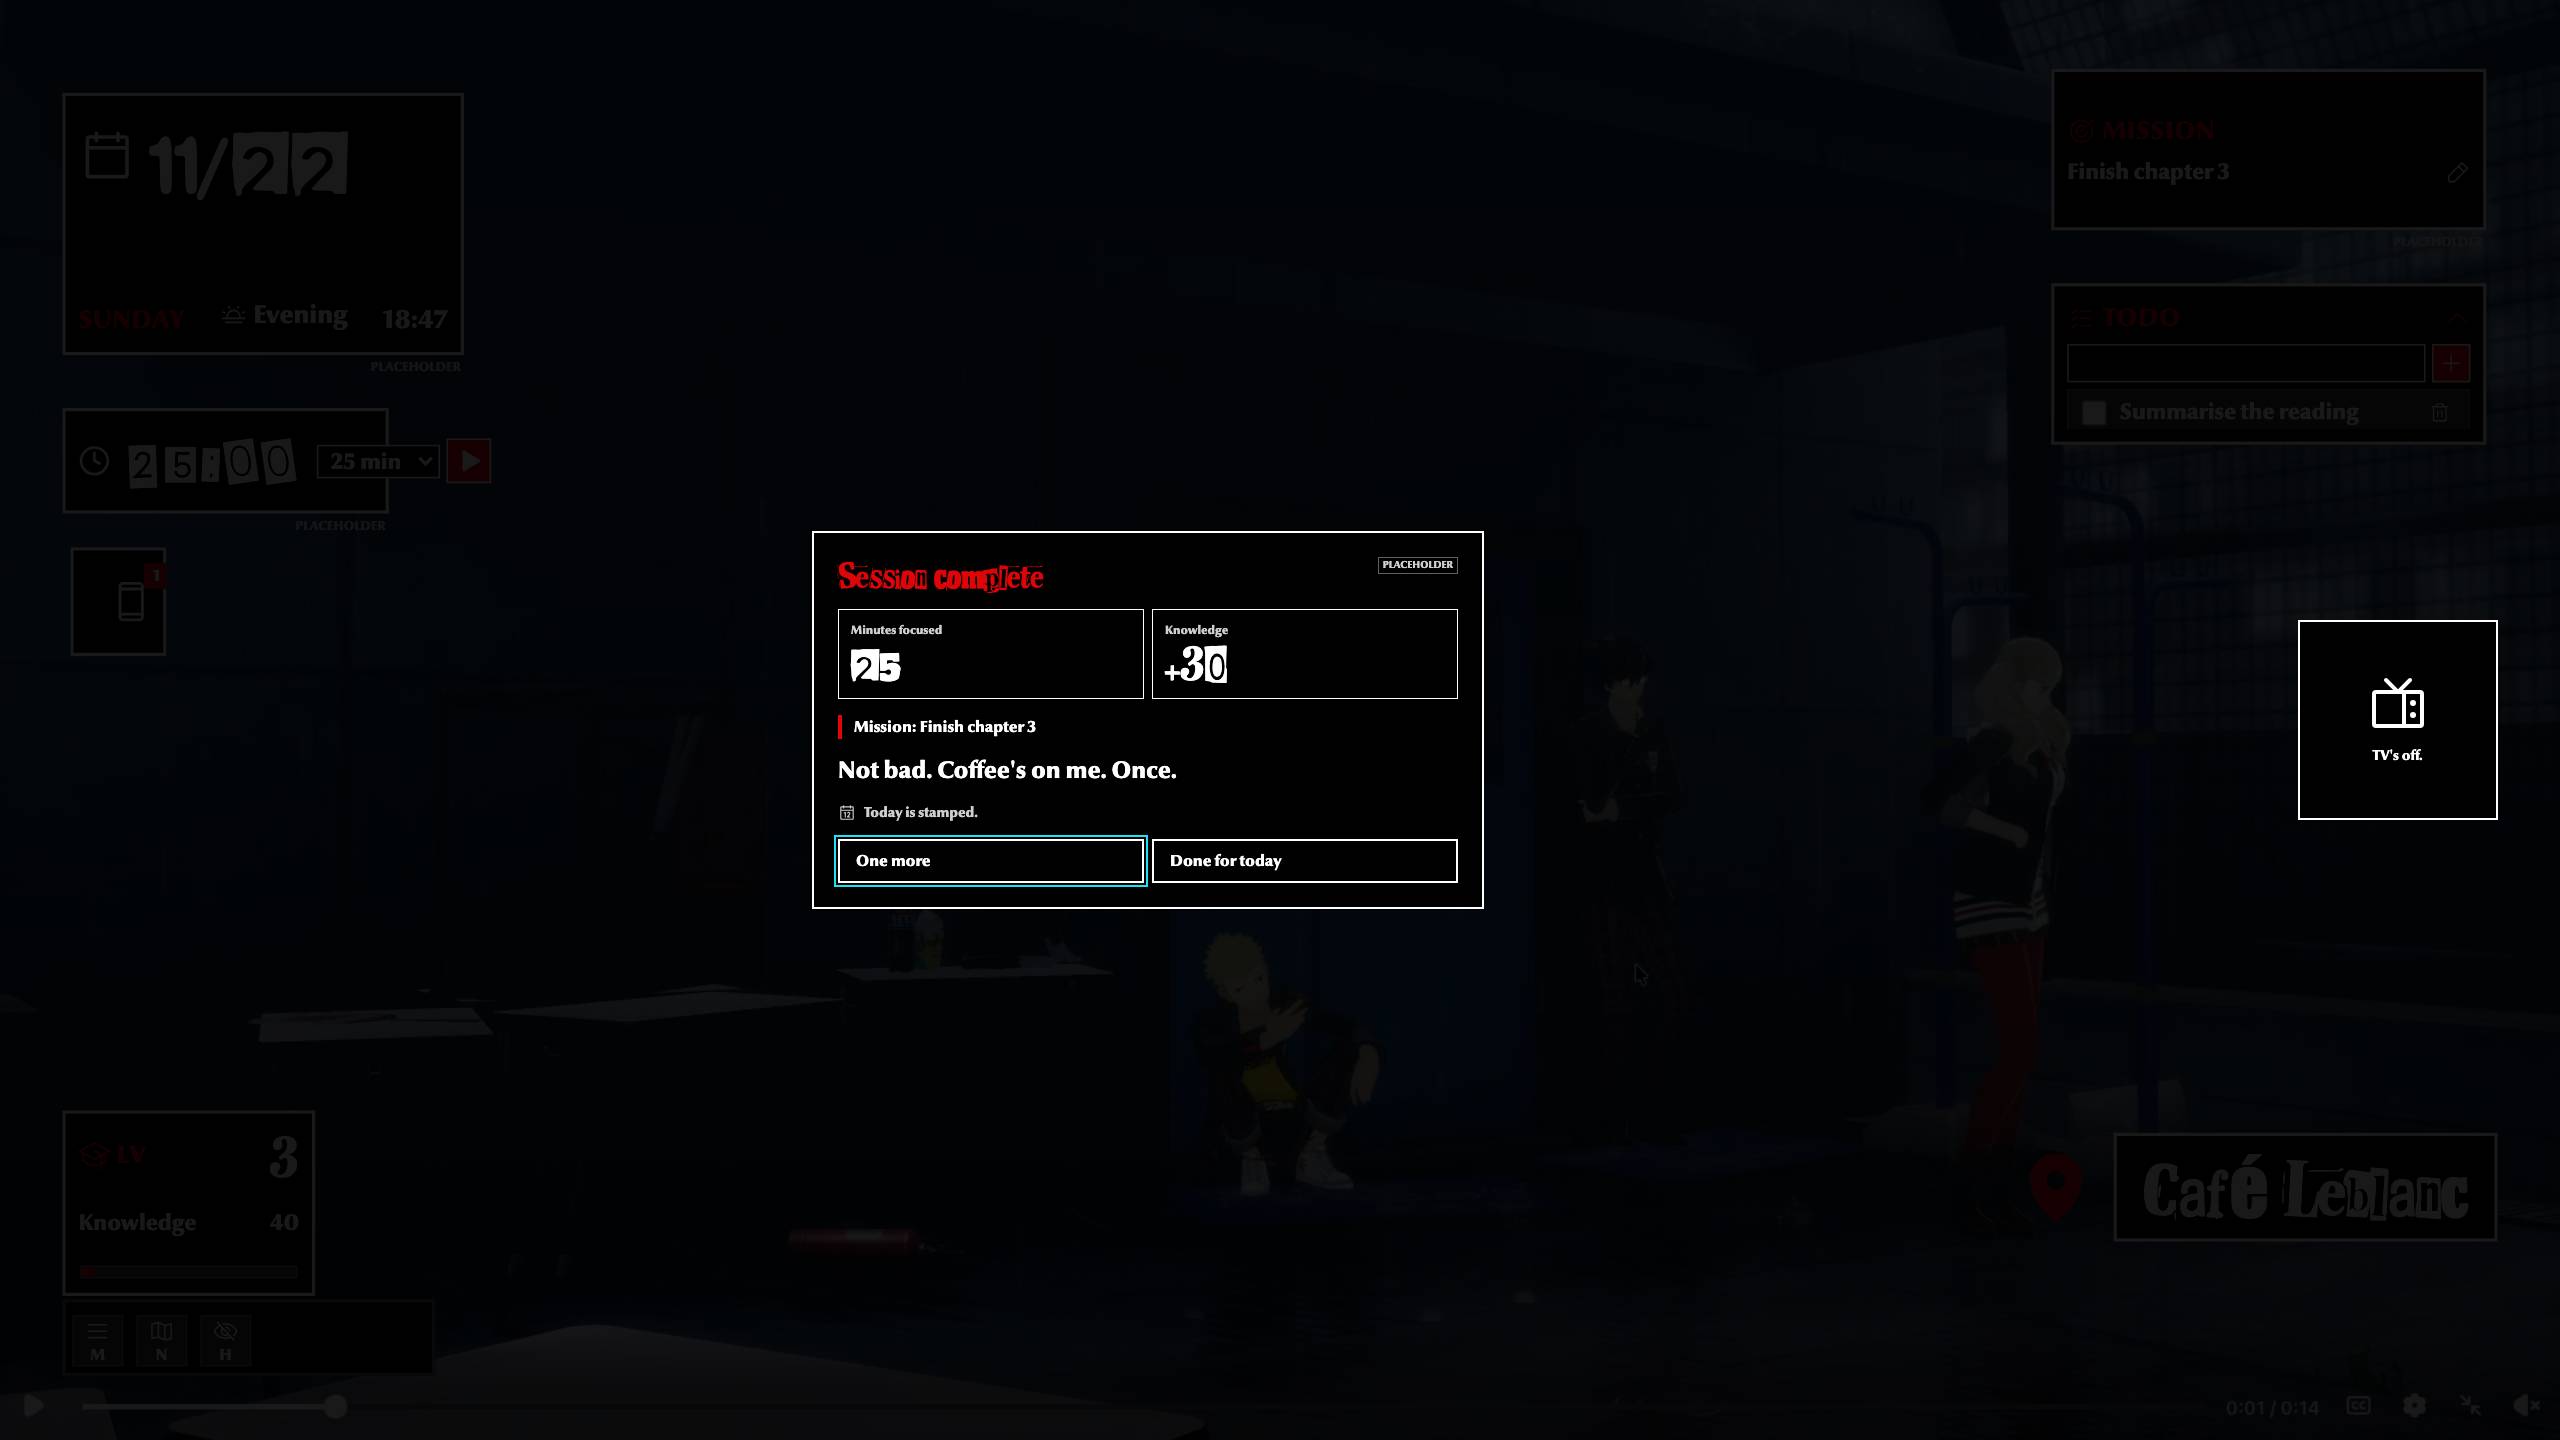 11/22
SUNDAY Evening 18:47
PLACEHOLDER
25:00 25 min
PLACEHOLDER
1
MISSION
Finish chapter 3
PLACEHOLDER
TODO
Summarise the reading
Session complete
PLACEHOLDER
Minutes focused
25
Knowledge
+30
Mission: Finish chapter 3
Not bad. Coffee's on me. Once.
12
Today is stamped.
One more
Done for today
TV's off.
LV 3
Knowledge 40
M N H
Café Leblanc
0:01 / 0:14
CC